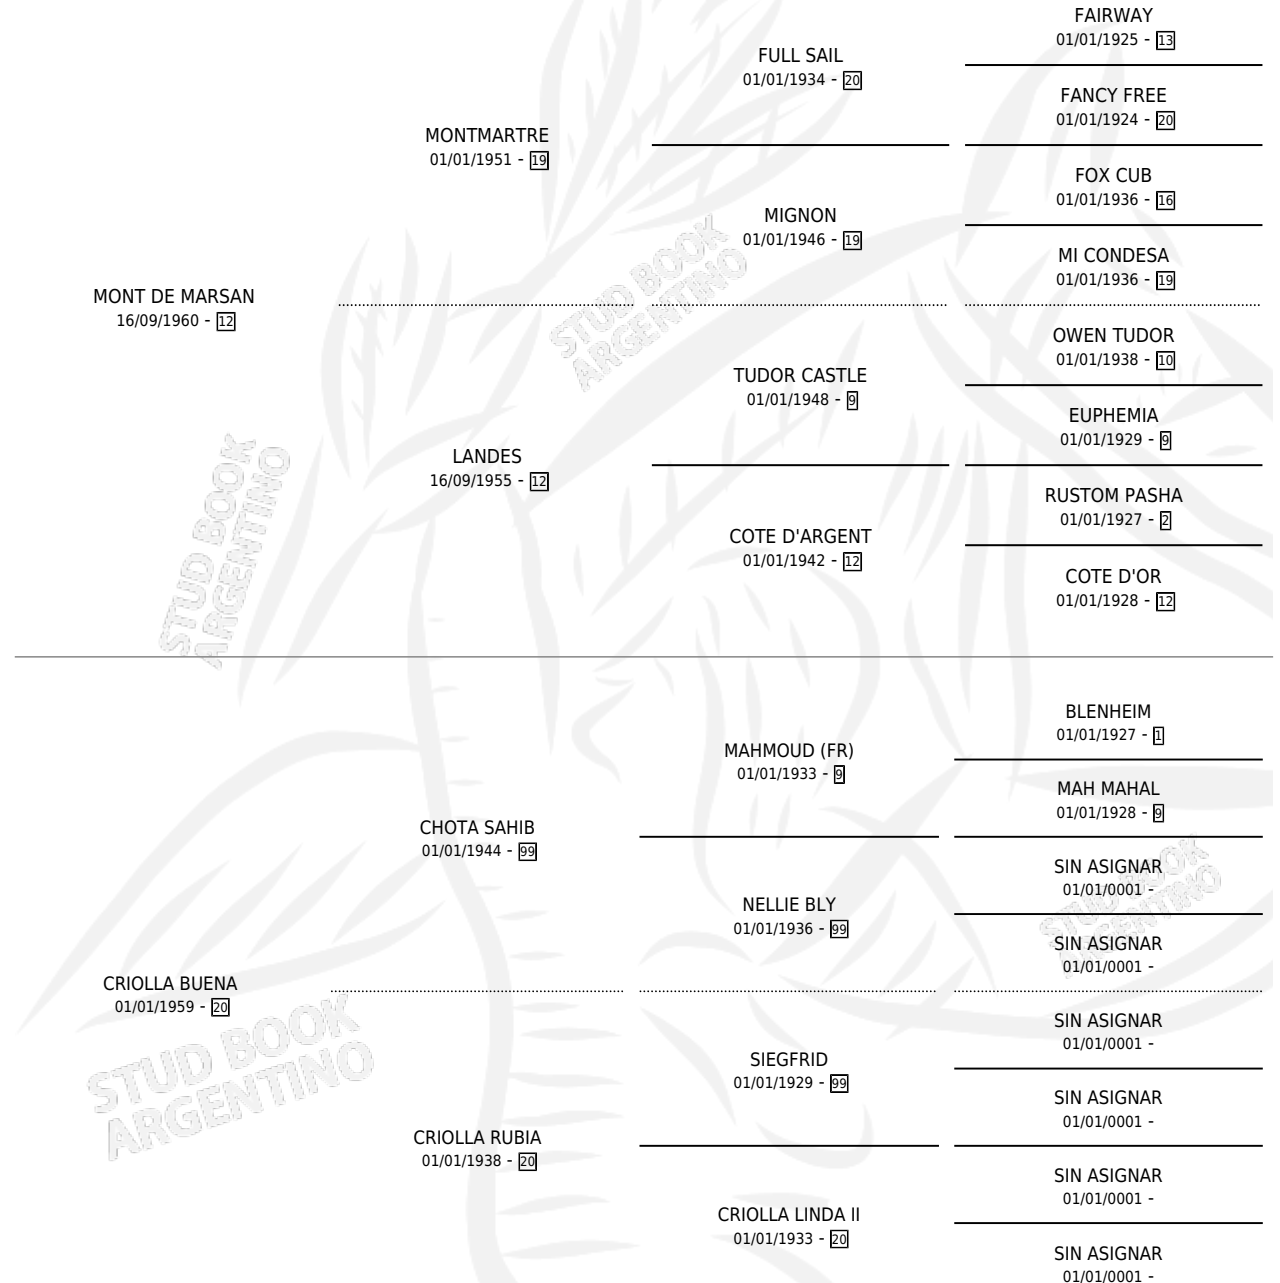 FAIRWAY
01/01/1925 - 13
FULL SAIL
01/01/1934 - 20
FANCY FREE
01/01/1924 - 20
MONTMARTRE
01/01/1951 - 19
FOX CUB
01/01/1936 - 16
MIGNON
01/01/1946 - 19
MI CONDESA
01/01/1936 - 19
MONT DE MARSAN
16/09/1960 - 12
STUD BOOK
ARGENTINO
OWEN TUDOR
01/01/1938 - 10
TUDOR CASTLE
01/01/1948 - 9
EUPHEMIA
01/01/1929 - 9
LANDES
16/09/1955 - 12
RUSTOM PASHA
01/01/1927 - 2
COTE D'ARGENT
01/01/1942 - 12
COTE D'OR
01/01/1928 - 12
STUD BOOK
ARGENTINO
BLENHEIM
01/01/1927 - 1
MAHMOUD (FR)
01/01/1933 - 9
MAH MAHAL
01/01/1928 - 9
CHOTA SAHIB
01/01/1944 - 99
SIN ASIGNAR
01/01/0001 -
NELLIE BLY
01/01/1936 - 99
SIN ASIGNAR
01/01/0001 -
STUD BOOK
ARGENTINO
CRIOLLA BUENA
01/01/1959 - 20
SIN ASIGNAR
01/01/0001 -
SIEGFRID
01/01/1929 - 99
SIN ASIGNAR
01/01/0001 -
STUD BOOK
ARGENTINO
CRIOLLA RUBIA
01/01/1938 - 20
SIN ASIGNAR
01/01/0001 -
CRIOLLA LINDA II
01/01/1933 - 20
SIN ASIGNAR
01/01/0001 -